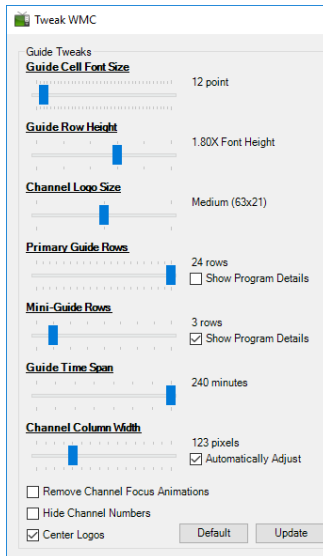 Tweak WMC
Guide Tweaks
Guide Cell Font Size
12 point
Guide Row Height
1.80X Font Height
Channel Logo Size
Medium (63x21)
Primary Guide Rows
24 rows
Show Program Details
Mini-Guide Rows
3 rows
Show Program Details
Guide Time Span
240 minutes
Channel Column Width
123 pixels
Automatically Adjust
Remove Channel Focus Animations
Hide Channel Numbers
Center Logos
Default
Update